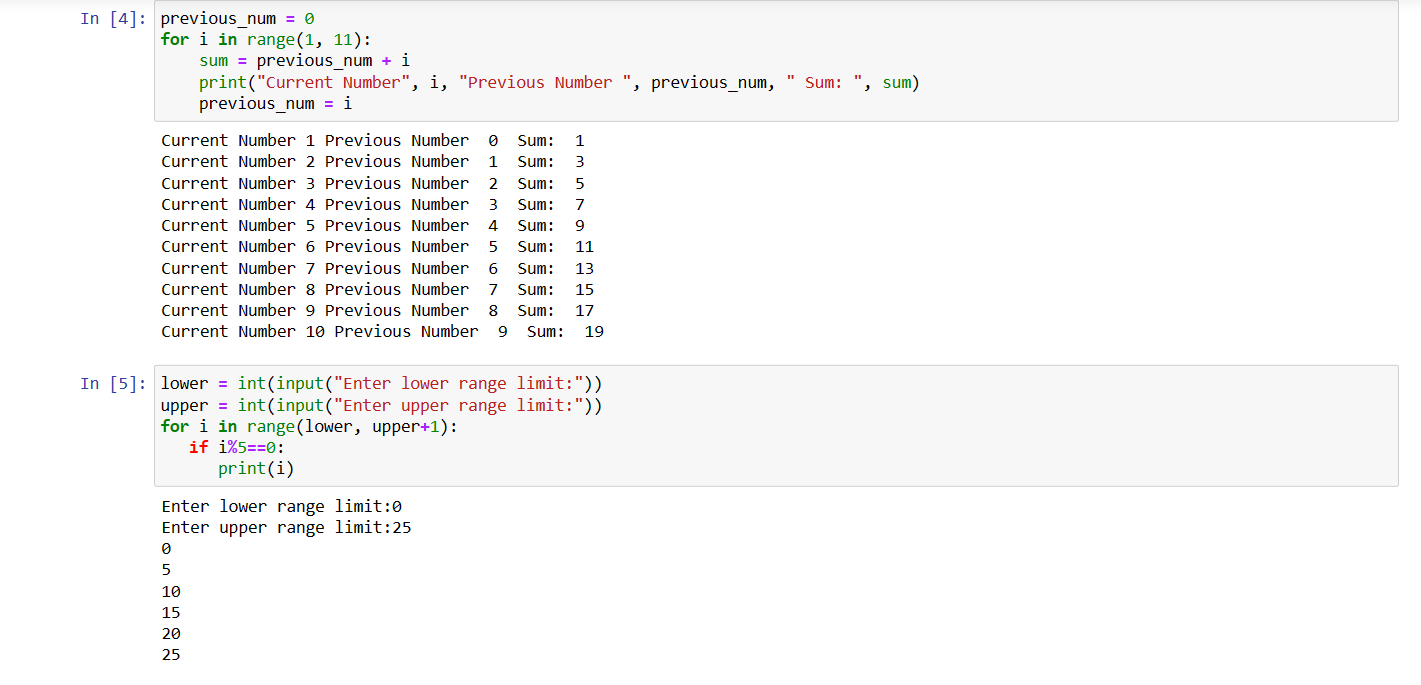 In [4]: previous_num = 0
for i in range(1, 11):
    sum = previous_num + i
    print("Current Number", i, "Previous Number ", previous_num, " Sum: ", sum)
    previous_num = i
Current Number 1 Previous Number  0  Sum:  1
Current Number 2 Previous Number  1  Sum:  3
Current Number 3 Previous Number  2  Sum:  5
Current Number 4 Previous Number  3  Sum:  7
Current Number 5 Previous Number  4  Sum:  9
Current Number 6 Previous Number  5  Sum:  11
Current Number 7 Previous Number  6  Sum:  13
Current Number 8 Previous Number  7  Sum:  15
Current Number 9 Previous Number  8  Sum:  17
Current Number 10 Previous Number  9  Sum:  19
In [5]: lower = int(input("Enter lower range limit:"))
upper = int(input("Enter upper range limit:"))
for i in range(lower, upper+1):
   if i%5==0:
      print(i)
Enter lower range limit:0
Enter upper range limit:25
0
5
10
15
20
25